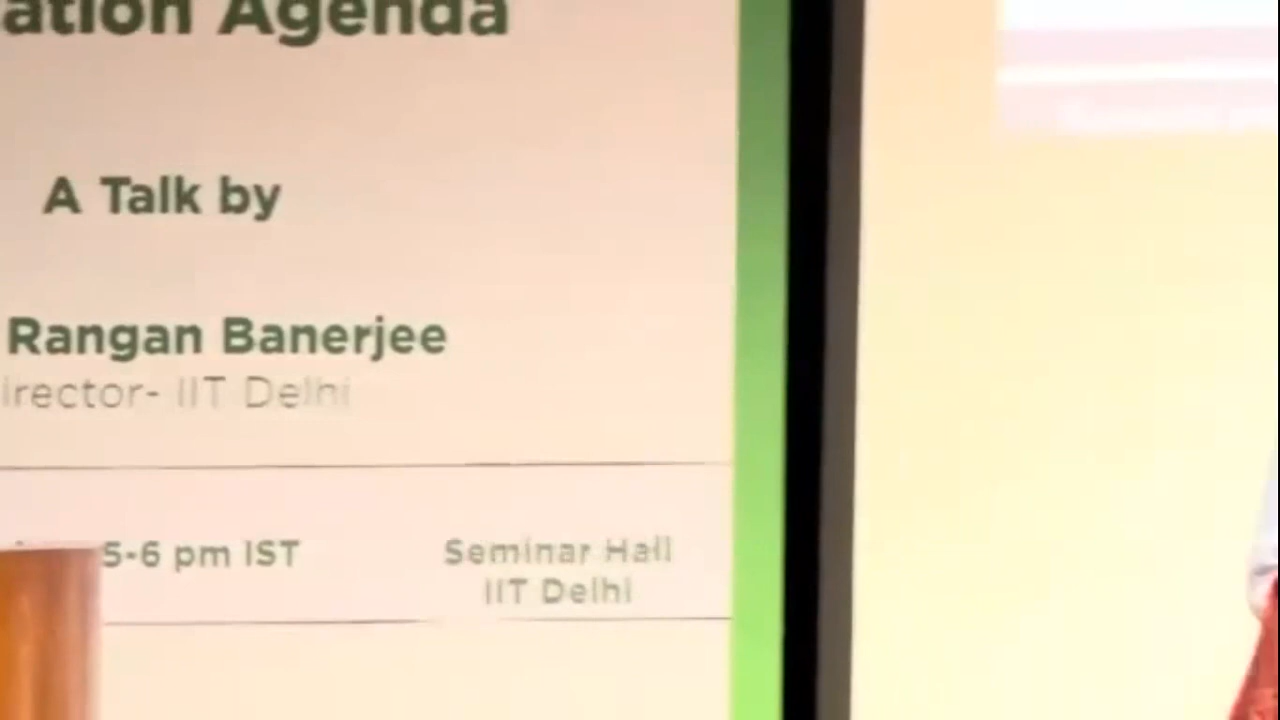 ation Agenda
A Talk by
Rangan Banerjee
irector- IIT Delhi
5-6 pm IST
Seminar Hall
IIT Delhi